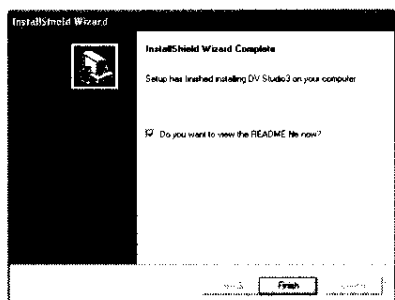 InstallShield Wizard
InstallShield Wizard Complete
Setup has finished installing DV Studio3 on your computer
Do you want to view the README file now?
Finish